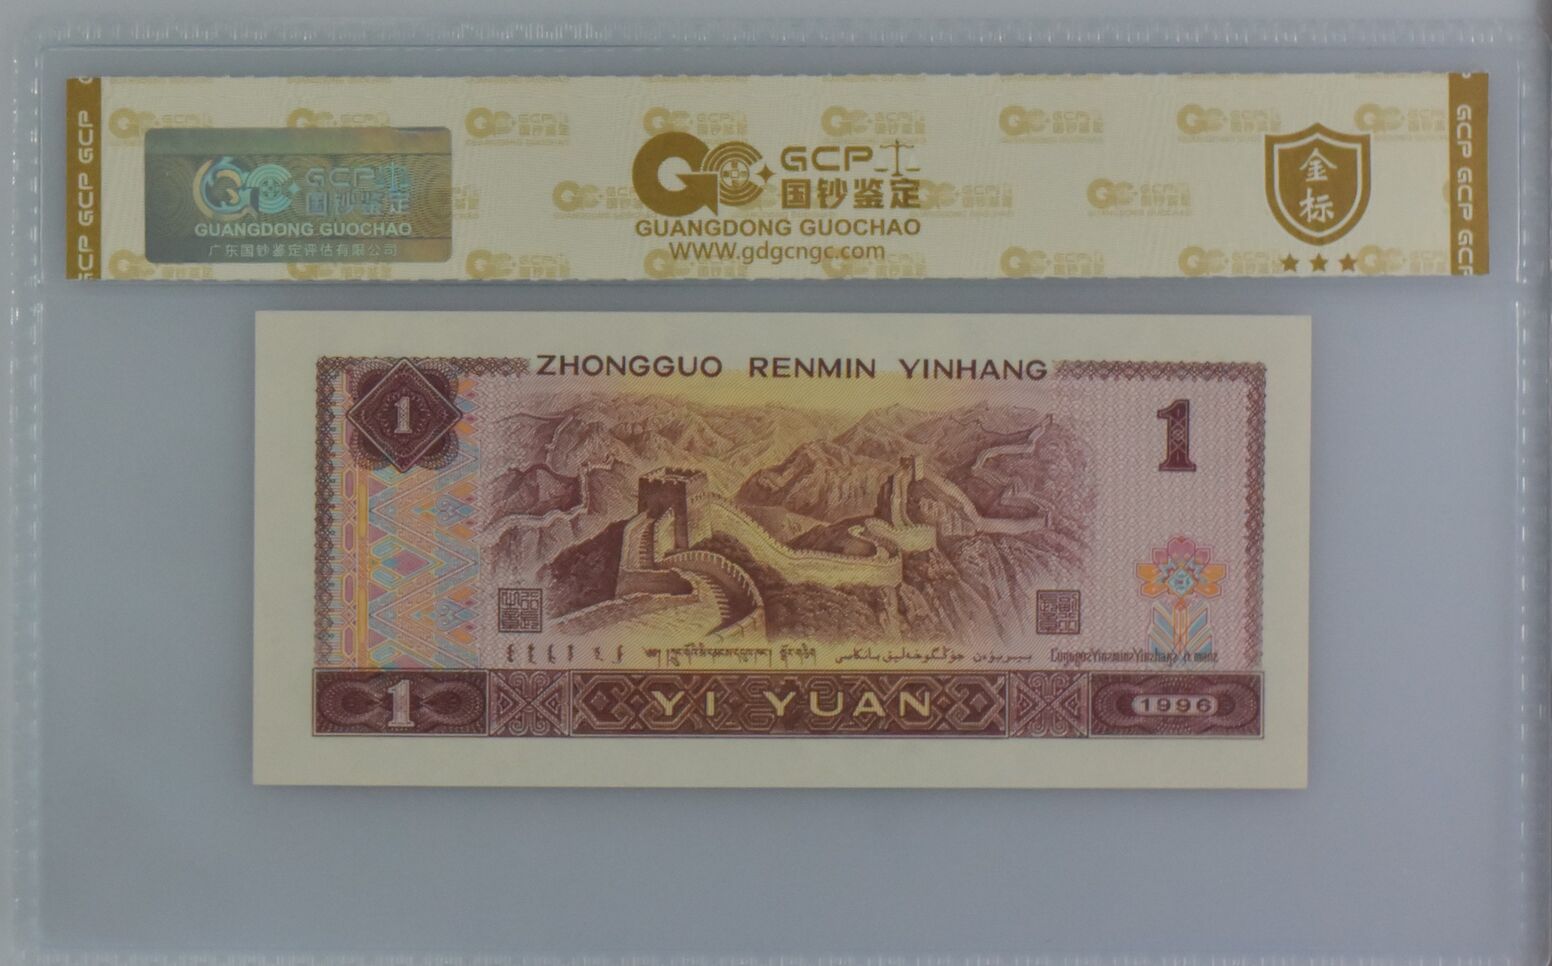 GCP 国钞鉴定
GUANGDONG GUOCHAO
广东国钞鉴定评估有限公司
GCP
国钞鉴定
GUANGDONG GUOCHAO
WWW.gdgcngc.com
金标
GCP GCP GCP
GCP GCP GCP
ZHONGGUO RENMIN YINHANG
1
1
1
YI YUAN
1996